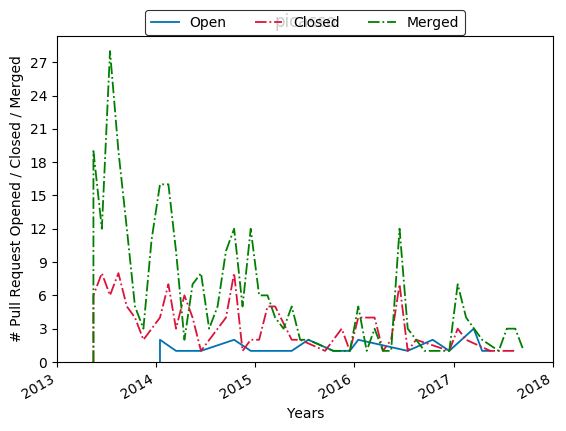 Open Closed Merged
# Pull Request Opened / Closed / Merged
27
24
21
18
15
12
9
6
3
0
2013 2014 2015 2016 2017 2018
Years